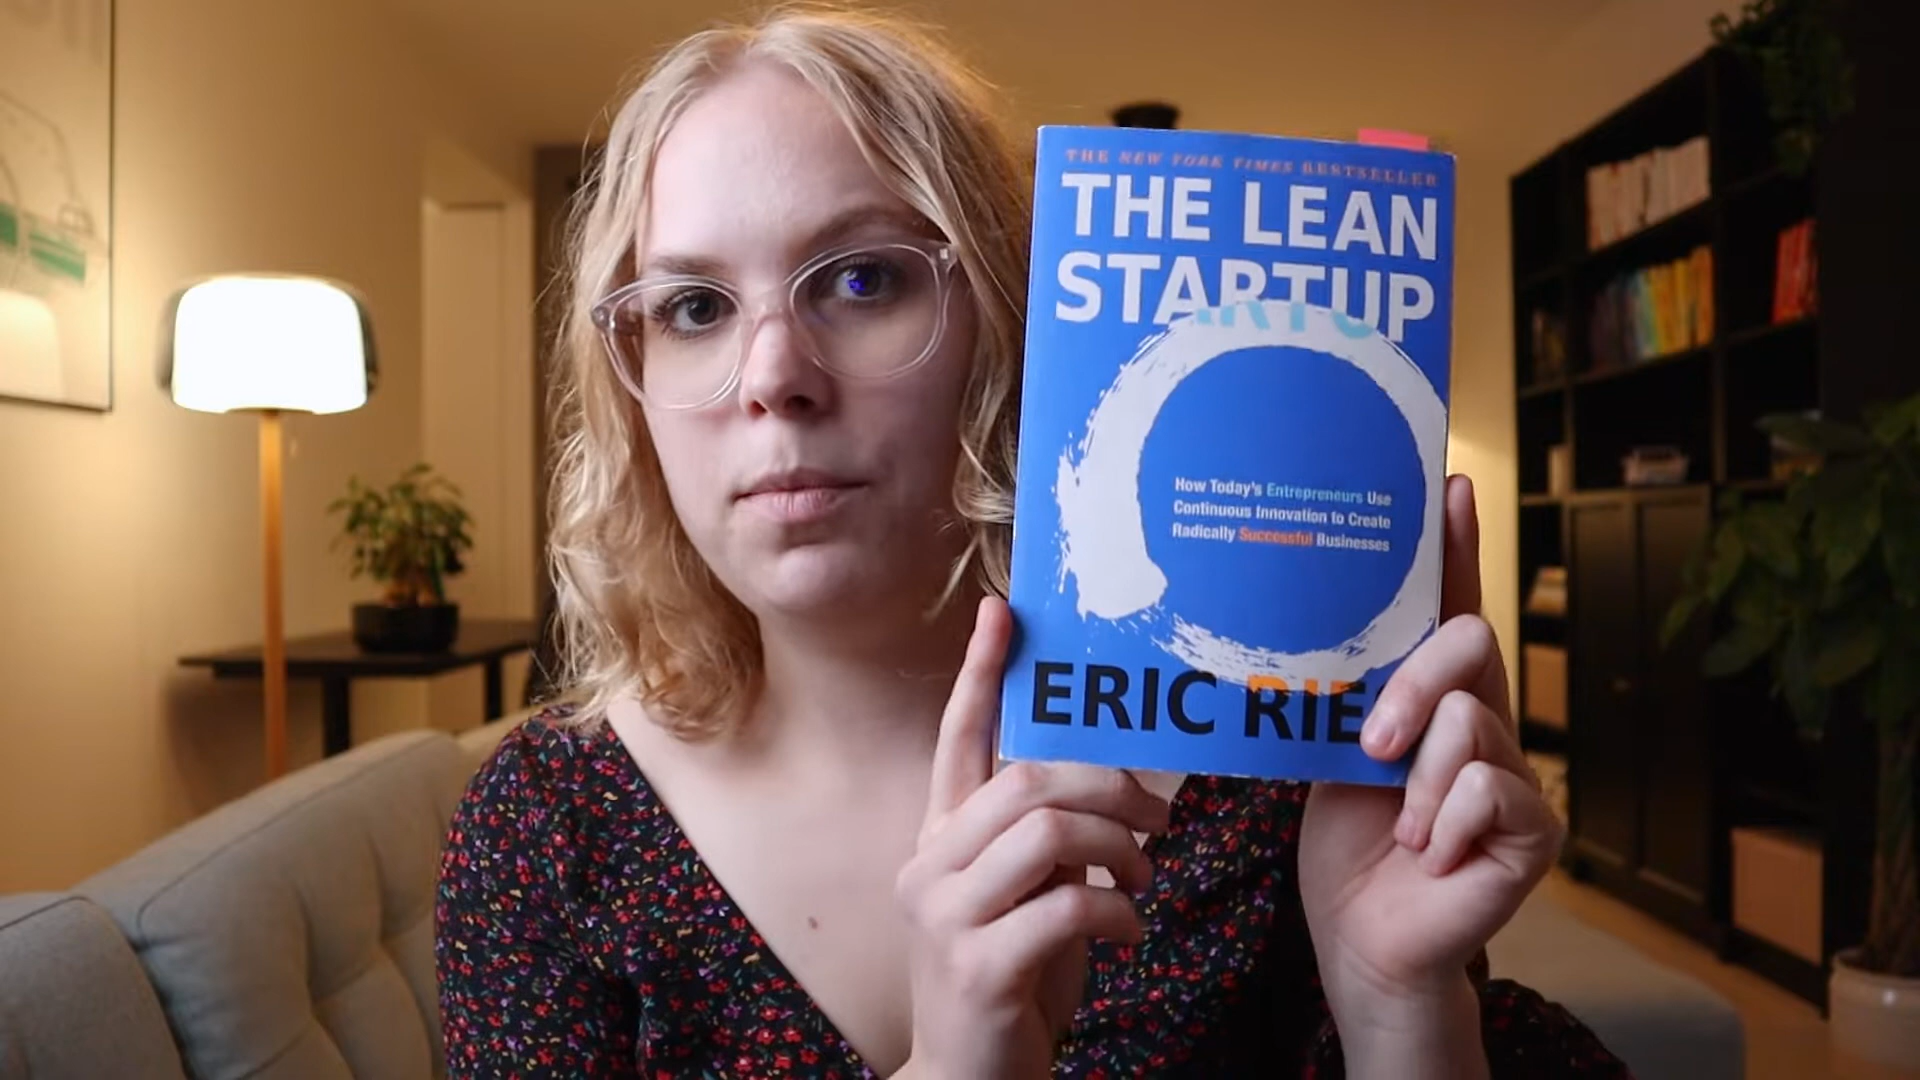 THE NEW YORK TIMES BESTSELLER
THE LEAN
STARTUP
How Today's Entrepreneurs Use
Continuous Innovation to Create
Radically Successful Businesses
ERIC RIES